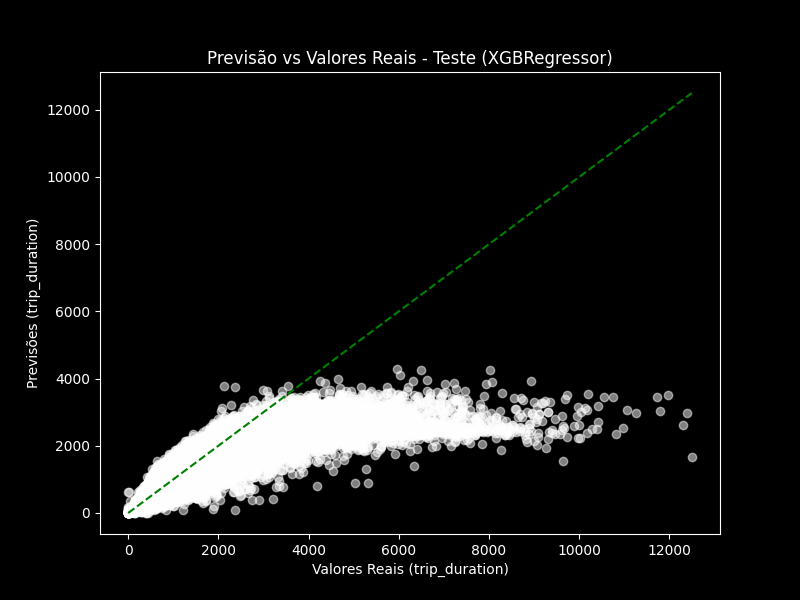 Previsão vs Valores Reais - Teste (XGBRegressor)
12000
10000
8000
6000
4000
2000
0
Previsões (trip_duration)
0 2000 4000 6000 8000 10000 12000
Valores Reais (trip_duration)